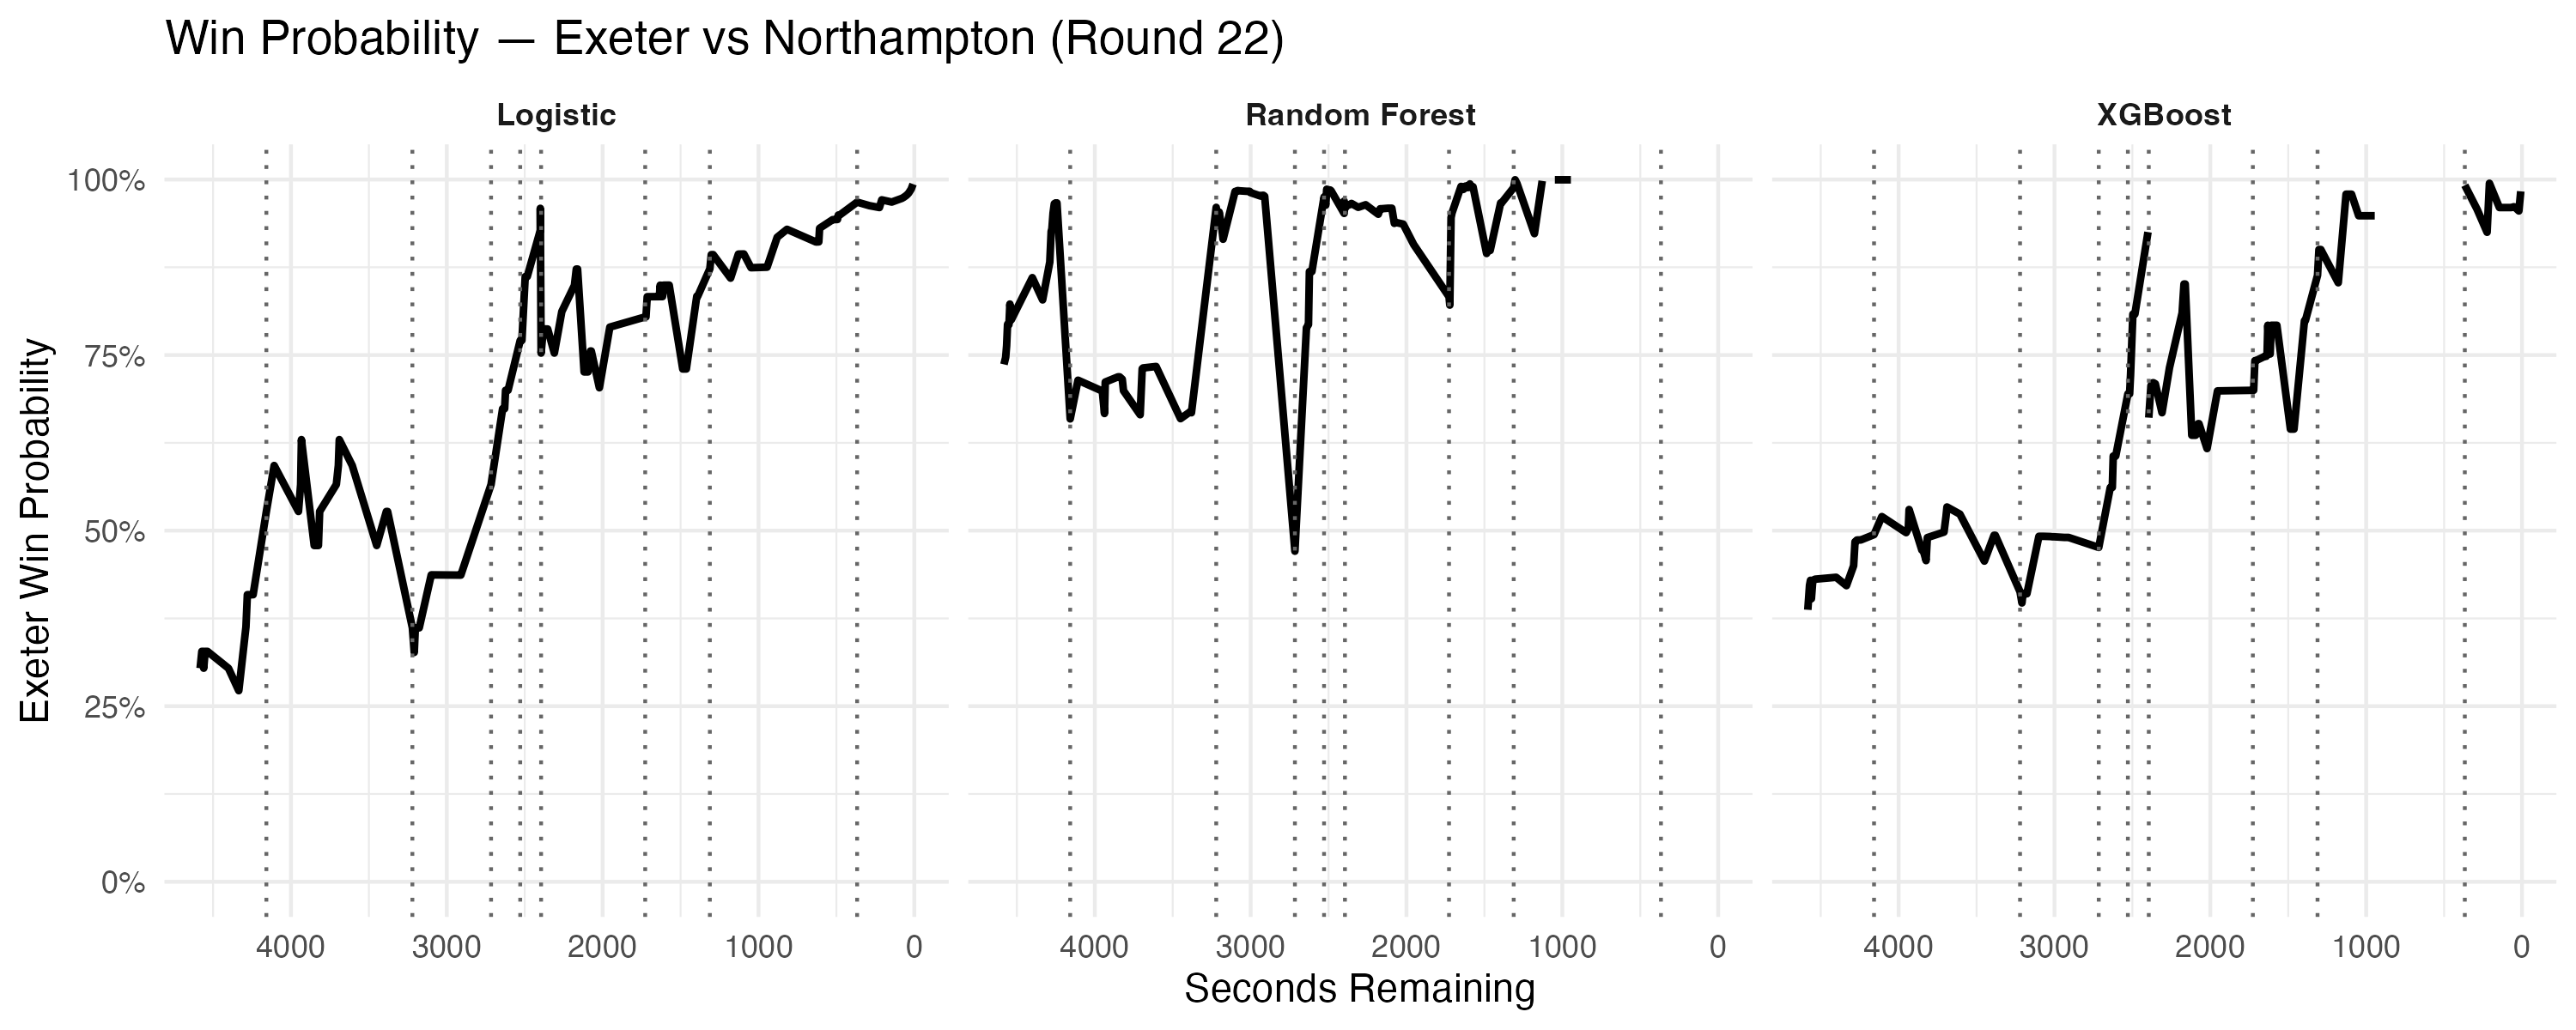 Win Probability — Exeter vs Northampton (Round 22)
Logistic
Random Forest
XGBoost
Exeter Win Probability
100%
75%
50%
25%
0%
4000 3000 2000 1000 0
4000 3000 2000 1000 0
4000 3000 2000 1000 0
Seconds Remaining